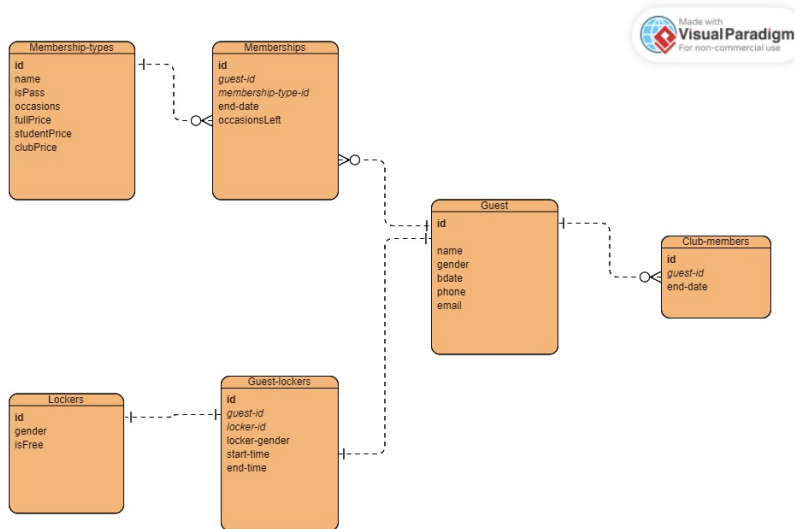 Made with
VisualParadigm
For non-commercial use
Membership-types
id
name
isPass
occasions
fullPrice
studentPrice
clubPrice
Memberships
id
guest-id
membership-type-id
end-date
occasionsLeft
Guest
id
name
gender
bdate
phone
email
Club-members
id
guest-id
end-date
Lockers
id
gender
isFree
Guest-lockers
id
guest-id
locker-id
locker-gender
start-time
end-time